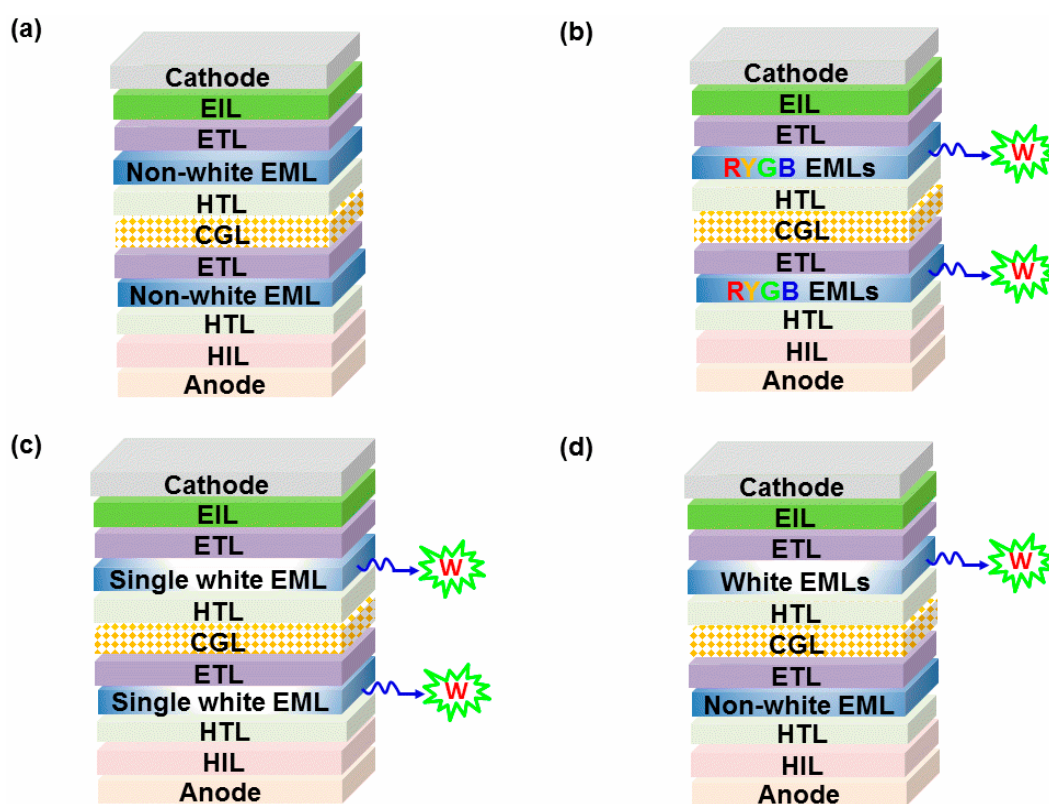 (a)
Cathode
EIL
ETL
Non-white EML
HTL
CGL
ETL
Non-white EML
HTL
HIL
Anode
(b)
Cathode
EIL
ETL
RYGB EMLs
W
HTL
CGL
ETL
RYGB EMLs
W
HTL
HIL
Anode
(c)
Cathode
EIL
ETL
Single white EML
W
HTL
CGL
ETL
Single white EML
W
HTL
HIL
Anode
(d)
Cathode
EIL
ETL
White EMLs
W
HTL
CGL
ETL
Non-white EML
HTL
HIL
Anode